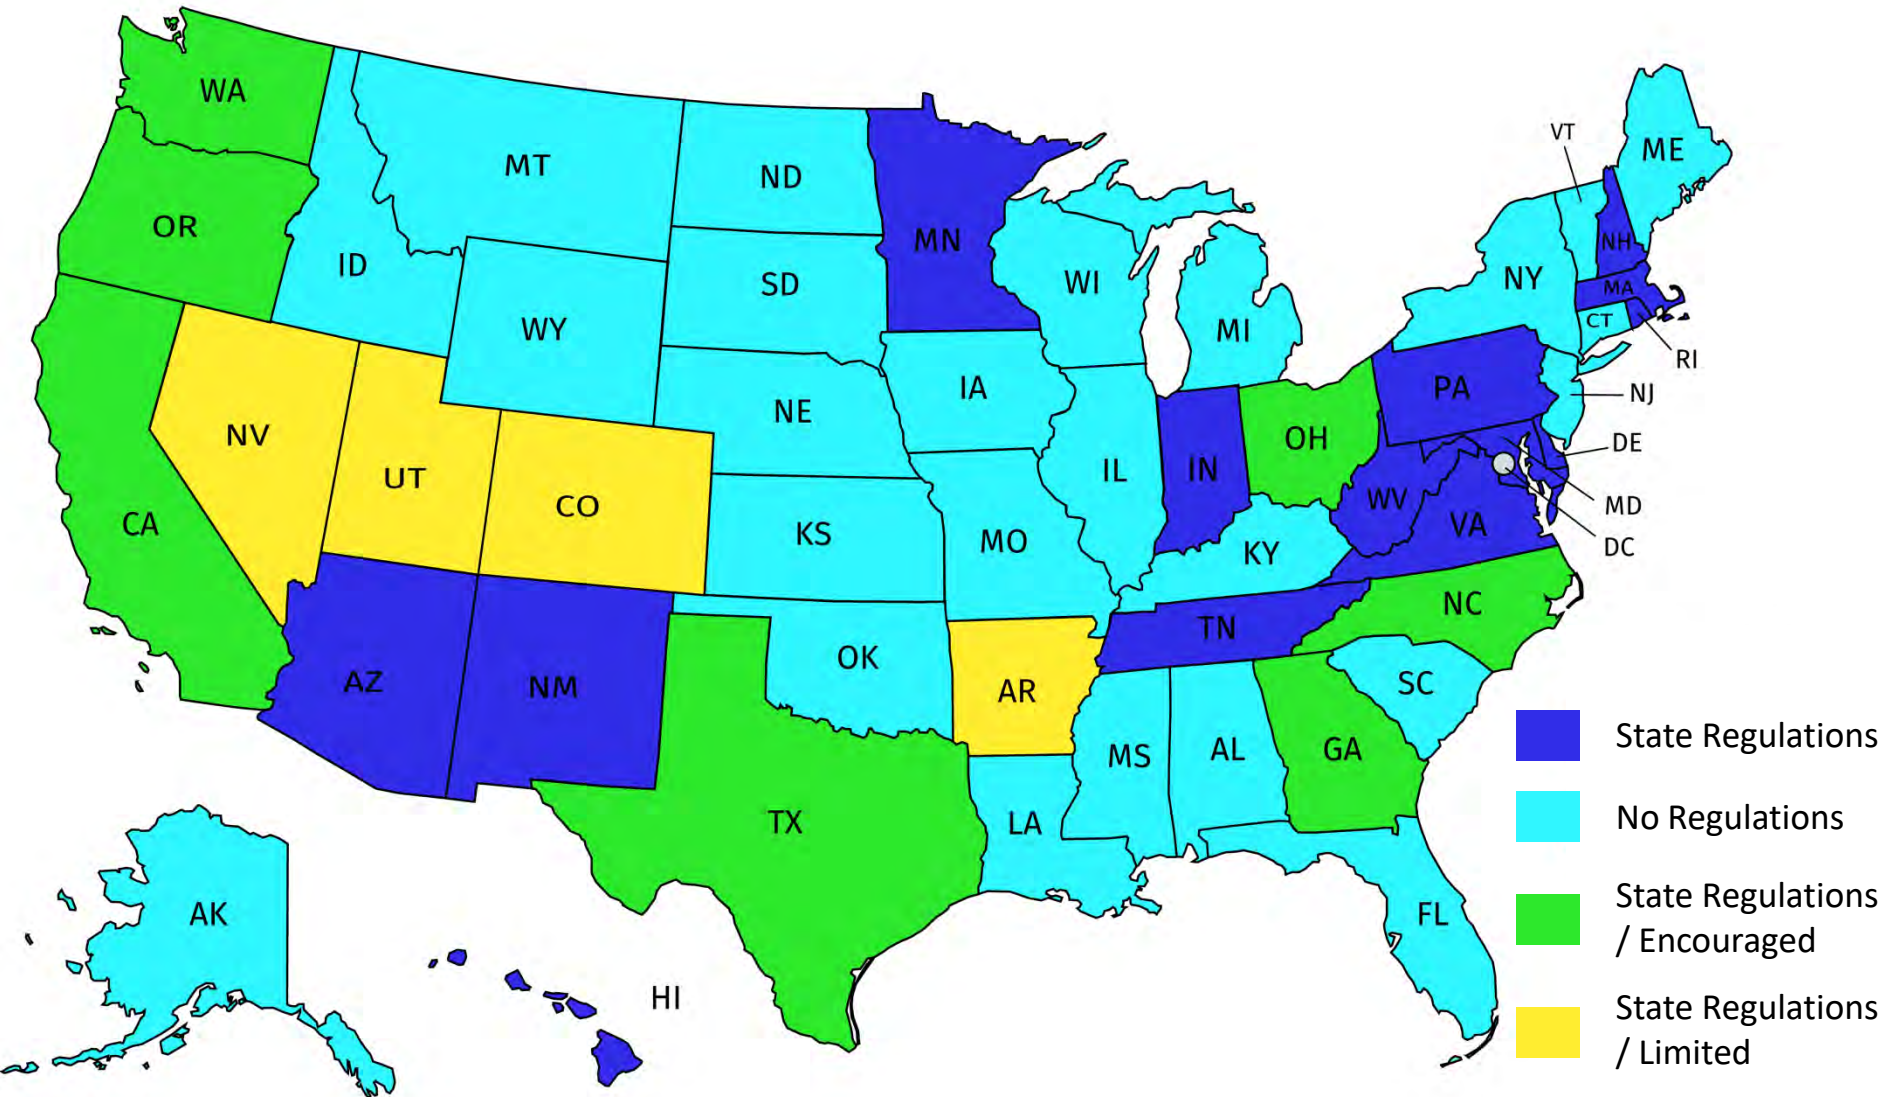 WA
MT
ND
MN
VT
ME
OR
ID
SD
WI
NH
NY
WY
MI
MA
CT
RI
NE
IA
PA
NJ
NV
UT
CO
IL
IN
OH
DE
CA
KS
MO
KY
WV
VA
MD
DC
NC
TN
AZ
NM
OK
AR
SC
MS
AL
GA
TX
LA
AK
FL
HI
State Regulations
No Regulations
State Regulations
/ Encouraged
State Regulations
/ Limited